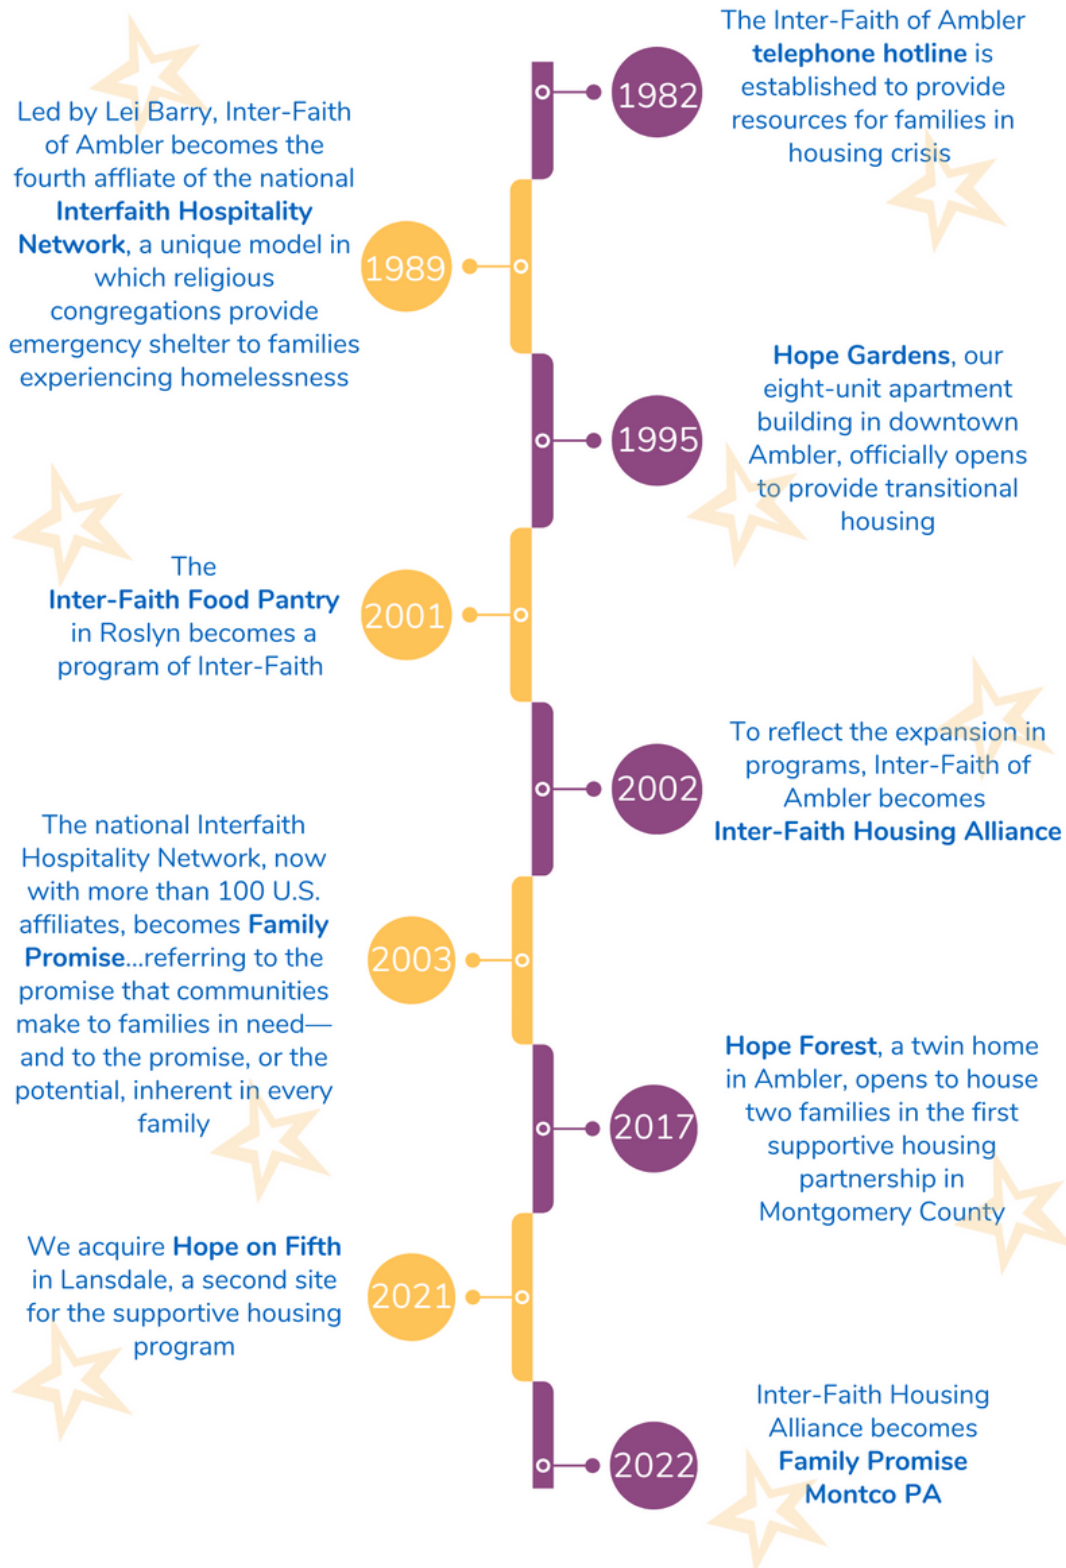 The Inter-Faith of Ambler
telephone hotline is
established to provide
resources for families in
housing crisis
1982
Led by Lei Barry, Inter-Faith
of Ambler becomes the
fourth affliate of the national
Interfaith Hospitality
Network, a unique model in
which religious
congregations provide
emergency shelter to families
experiencing homelessness
1989
Hope Gardens, our
eight-unit apartment
building in downtown
Ambler, officially opens
to provide transitional
housing
1995
The
Inter-Faith Food Pantry
in Roslyn becomes a
program of Inter-Faith
2001
To reflect the expansion in
programs, Inter-Faith of
Ambler becomes
Inter-Faith Housing Alliance
2002
The national Interfaith
Hospitality Network, now
with more than 100 U.S.
affiliates, becomes Family
Promise...referring to the
promise that communities
make to families in need—
and to the promise, or the
potential, inherent in every
family
2003
Hope Forest, a twin home
in Ambler, opens to house
two families in the first
supportive housing
partnership in
Montgomery County
2017
We acquire Hope on Fifth
in Lansdale, a second site
for the supportive housing
program
2021
Inter-Faith Housing
Alliance becomes
Family Promise
Montco PA
2022